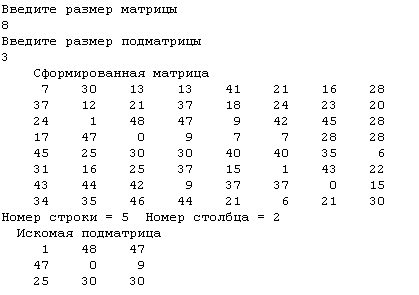 Введите размер матрицы
8
Введите размер подматрицы
3
Сформированная матрица
7 30 13 13 41 21 16 28
37 12 21 37 18 24 23 20
24 1 48 47 9 42 45 28
17 47 0 9 7 7 28 28
45 25 30 30 40 40 35 6
31 16 25 37 15 1 43 22
43 44 42 9 37 37 0 15
34 35 46 44 21 6 21 30
Номер строки = 5 Номер столбца = 2
Искомая подматрица
1 48 47
47 0 9
25 30 30